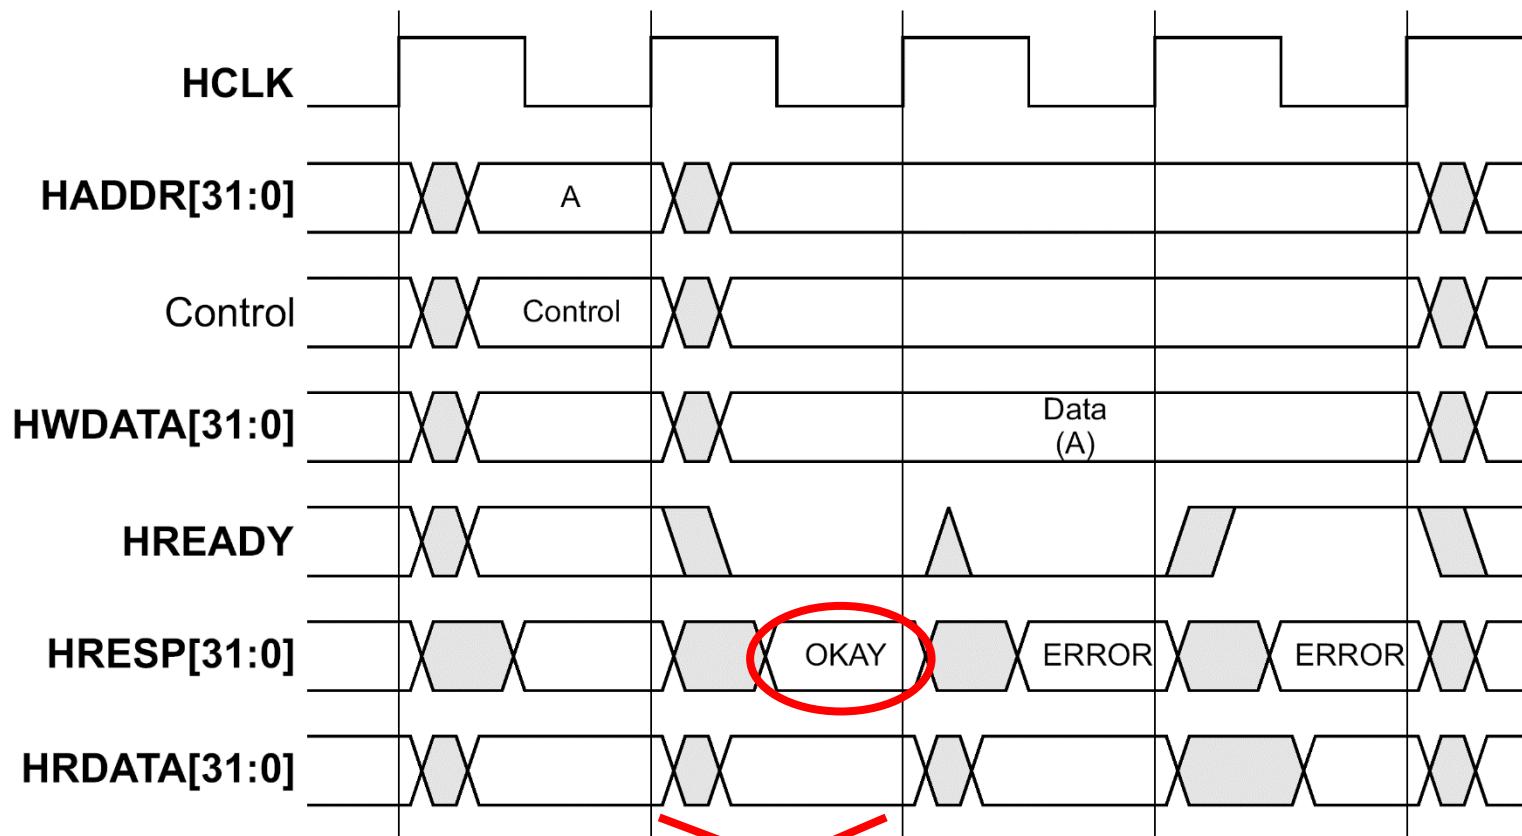 HCLK
HADDR[31:0]
A
Control
Control
HWDATA[31:0]
Data
(A)
HREADY
HRESP[31:0]
OKAY
ERROR
ERROR
HRDATA[31:0]